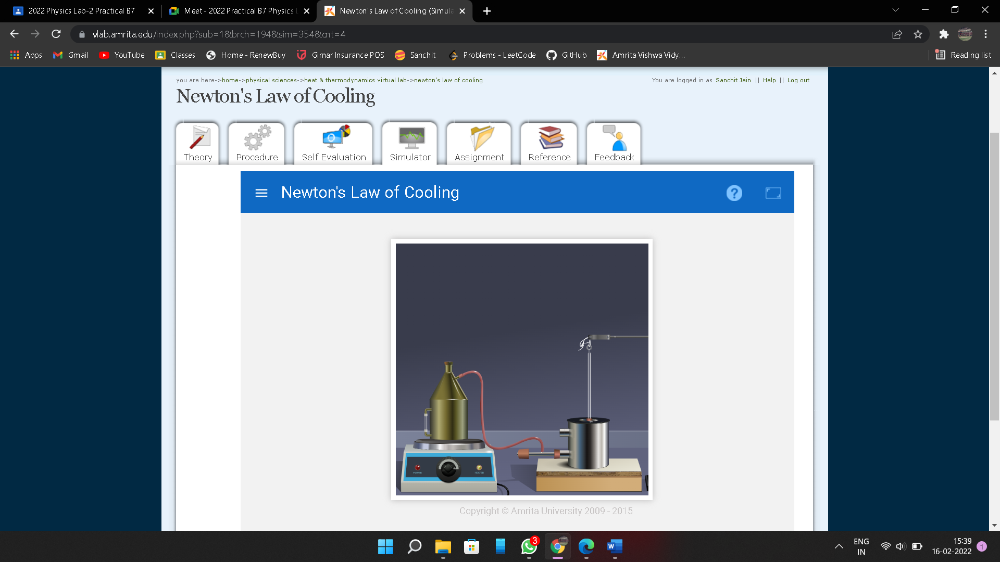 2022 Physics Lab-2 Practical B7
Meet - 2022 Practical B7 Physics
Newton's Law of Cooling (Simula
vlab.amrita.edu/index.php?sub=1&brch=194&sim=354&cnt=4
Apps Gmail YouTube Classes Home - RenewBuy Girnar Insurance POS Sanchit Problems - LeetCode GitHub Amrita Vishwa Vidy... Reading list
you are here->home->physical sciences->heat & thermodynamics virtual lab->newton's law of cooling
You are logged in as Sanchit Jain || Help || Log out
Newton's Law of Cooling
Theory Procedure Self Evaluation Simulator Assignment Reference Feedback
Newton's Law of Cooling
?
POWER HEATER
Copyright © Amrita University 2009 - 2015
3
W
ENG
IN
15:39
16-02-2022
1